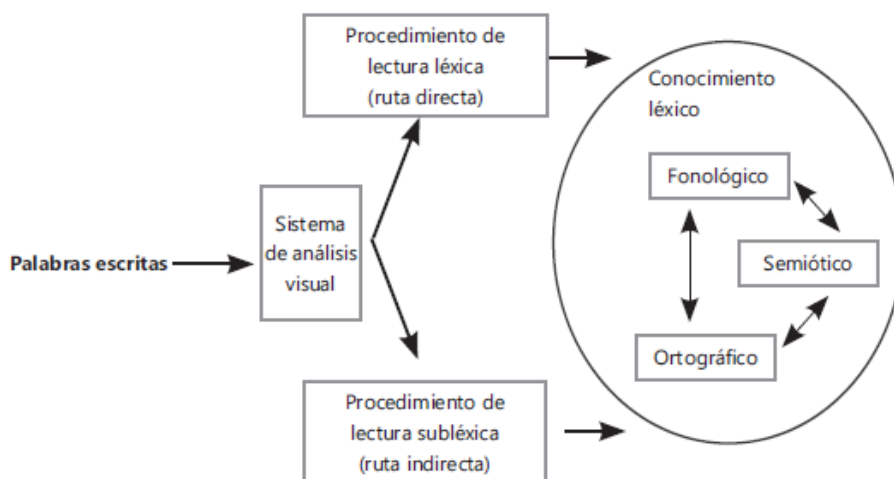 Procedimiento de
lectura léxica
(ruta directa)
Conocimiento
léxico
Fonológico
Sistema
de análisis
visual
Palabras escritas
Semiótico
Ortográfico
Procedimiento de
lectura subléxica
(ruta indirecta)